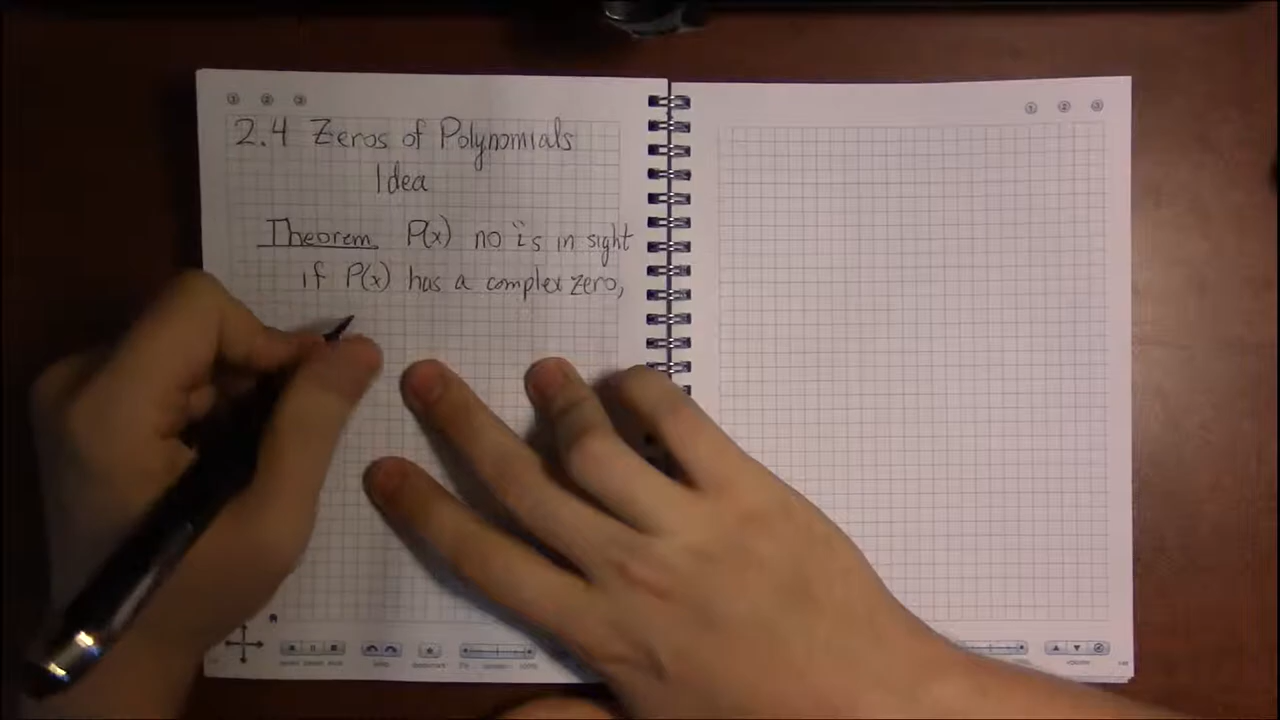 2.4 Zeros of Polynomials
Idea
Theorem P(x) no i's in sight
if P(x) has a complex zero,